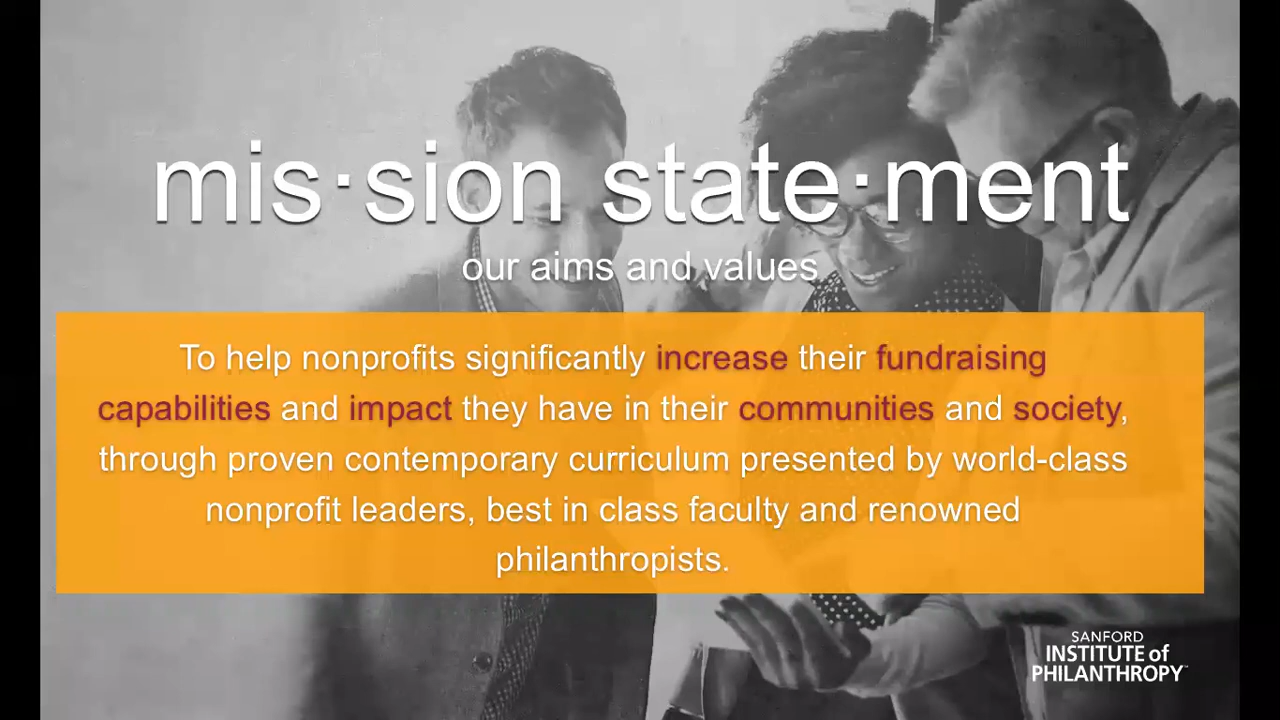 mis·sion state·ment
our aims and values
To help nonprofits significantly increase their fundraising
capabilities and impact they have in their communities and society,
through proven contemporary curriculum presented by world-class
nonprofit leaders, best in class faculty and renowned
philanthropists.
SANFORD
INSTITUTE of
PHILANTHROPY™